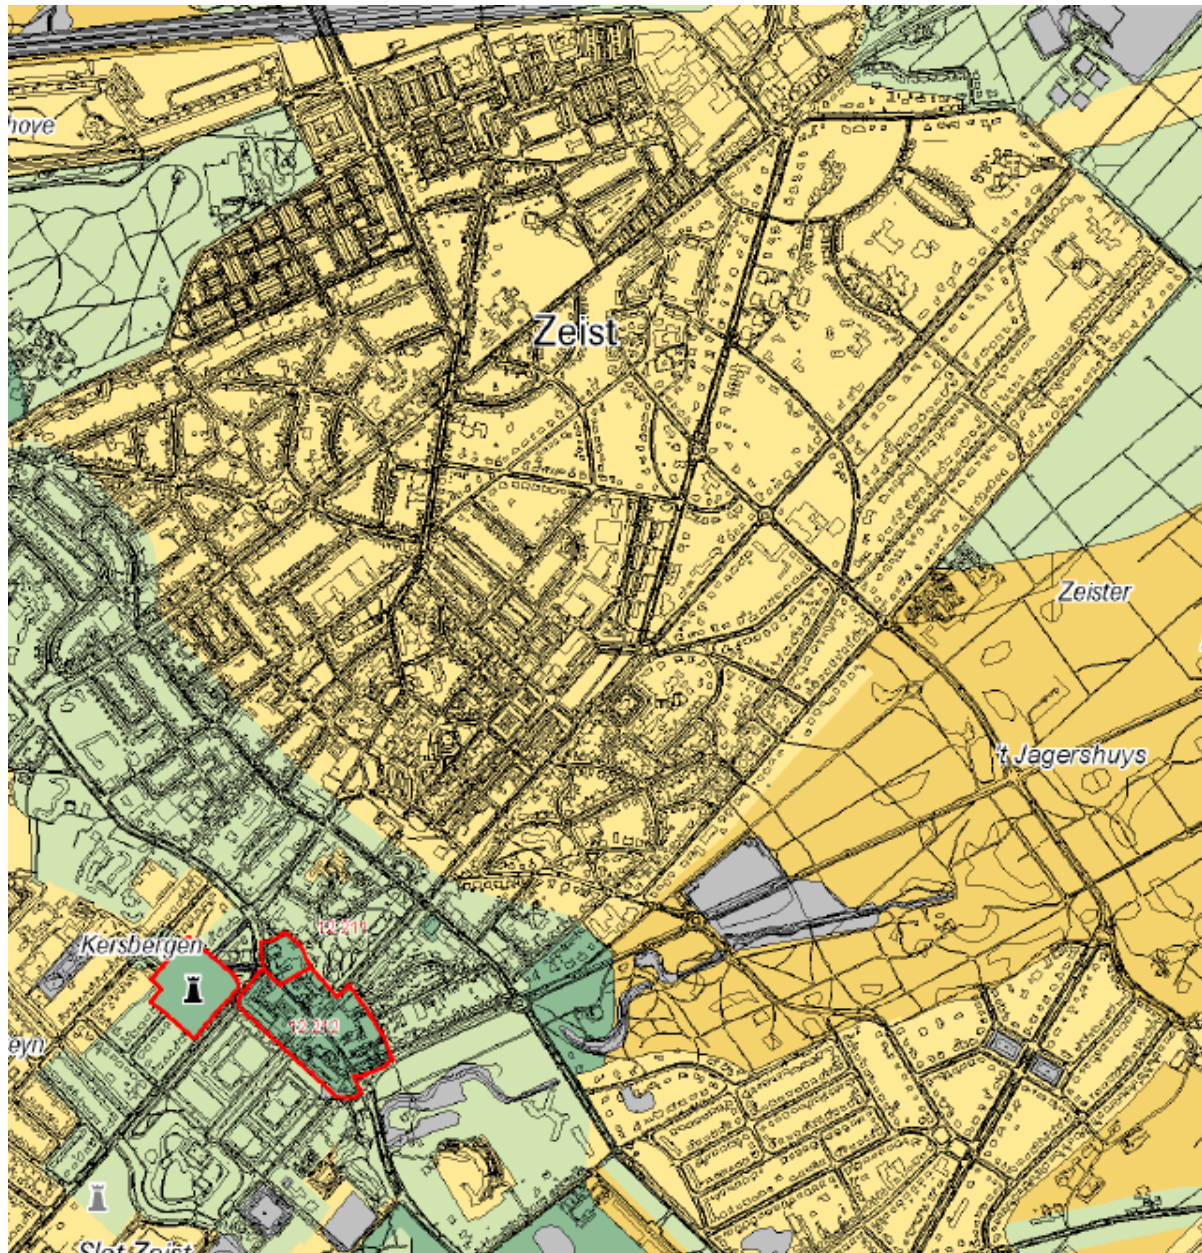 hove
Zeist
Zeister
't Jagershuys
12.211
Kersbergen
12.212
eyn
Slot Zeist